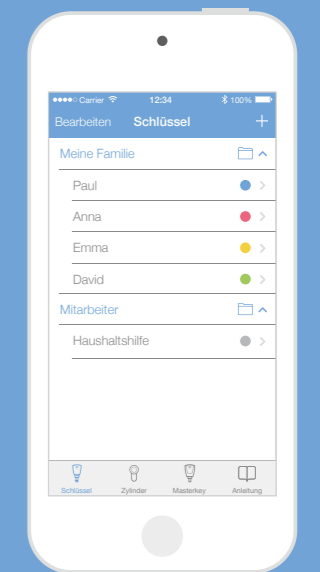 Carrier 12:34 100%
Bearbeiten Schlüssel +
Meine Familie
Paul
Anna
Emma
David
Mitarbeiter
Haushaltshilfe
Schlüssel Zylinder Masterkey Anleitung